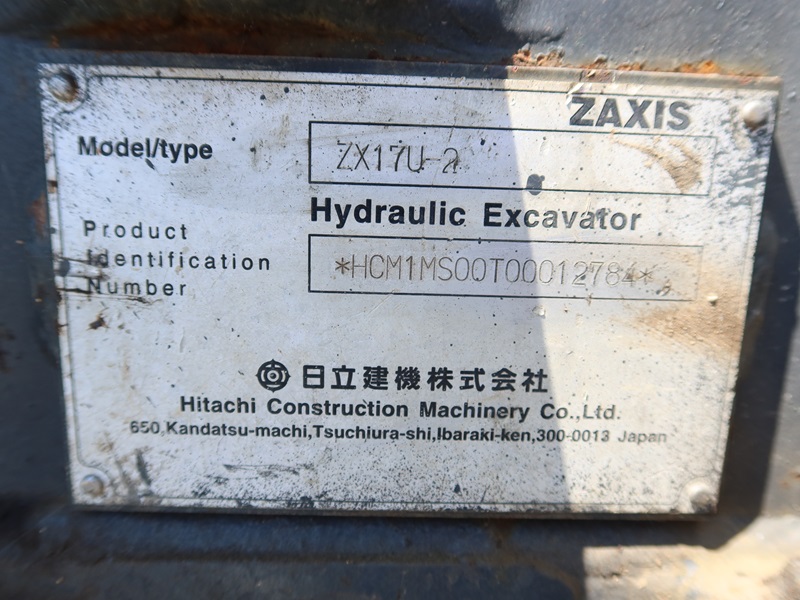 ZAXIS
Model/type ZX17U-2
Hydraulic Excavator
Product
Identification
Number
*HCM1MS00T00012784*
日立建機株式会社
Hitachi Construction Machinery Co.,Ltd.
650,Kandatsu-machi,Tsuchiura-shi,Ibaraki-ken,300-0013 Japan